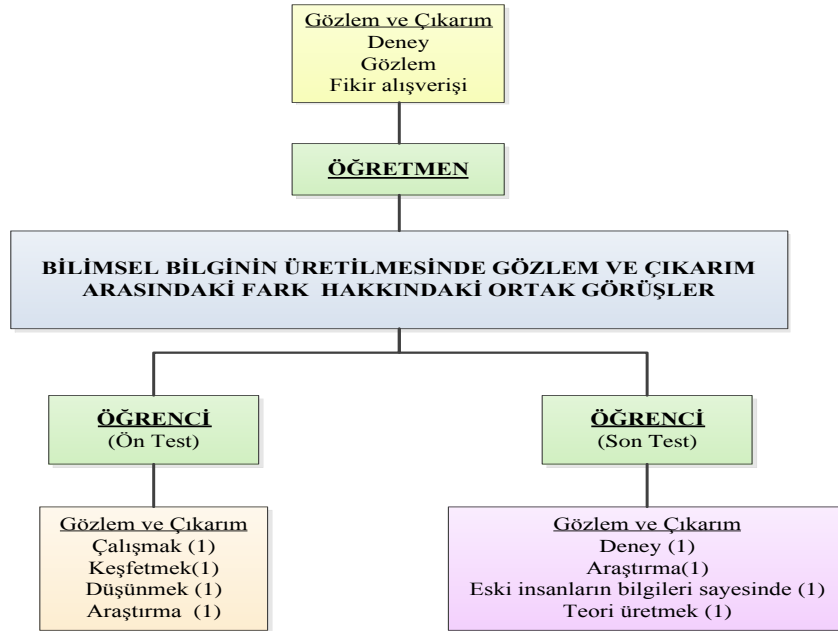 Gözlem ve Çıkarım
Deney
Gözlem
Fikir alışverişi
ÖĞRETMEN
BİLİMSEL BİLGİNİN ÜRETİLMESİNDE GÖZLEM VE ÇIKARIM
ARASINDAKİ FARK HAKKINDAKİ ORTAK GÖRÜŞLER
ÖĞRENCİ
(Ön Test)
Gözlem ve Çıkarım
Çalışmak (1)
Keşfetmek(1)
Düşünmek (1)
Araştırma (1)
ÖĞRENCİ
(Son Test)
Gözlem ve Çıkarım
Deney (1)
Araştırma(1)
Eski insanların bilgileri sayesinde (1)
Teori üretmek (1)